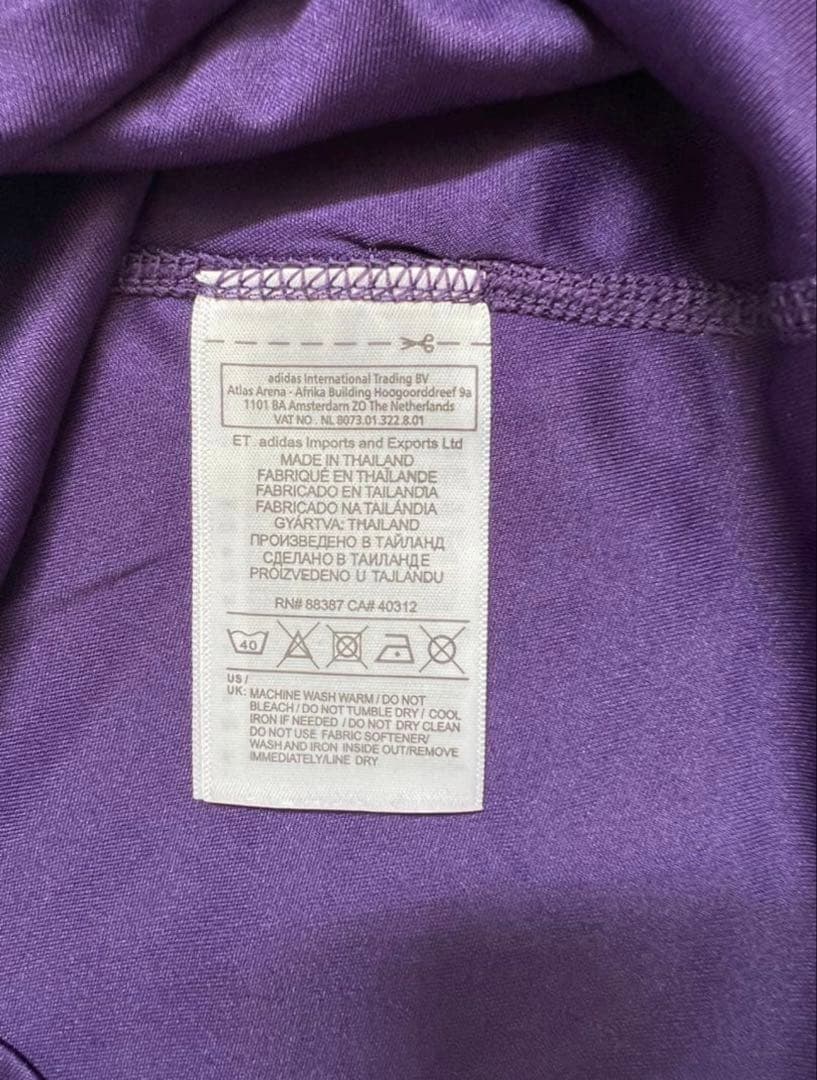 adidas International Trading BV
Atlas Arena - Afrika Building Hoogoorddreef 9a
1101 BA Amsterdam ZO The Netherlands
VAT NO. NL 8073.01.322.8.01
ET. adidas Imports and Exports Ltd
MADE IN THAILAND
FABRIQUÉ EN THAÏLANDE
FABRICADO EN TAILANDIA
FABRICADO NA TAILÂNDIA
GYÁRTVA: THAILAND
ПРОИЗВЕДЕНО В ТАЙЛАНД
СДЕЛАНО В ТАИЛАНДЕ
PROIZVEDENO U TAJLANDU
RN# 88387 CA# 40312
40
US /
UK: MACHINE WASH WARM / DO NOT
BLEACH / DO NOT TUMBLE DRY / COOL
IRON IF NEEDED / DO NOT DRY CLEAN
DO NOT USE FABRIC SOFTENER/
WASH AND IRON INSIDE OUT/REMOVE
IMMEDIATELY/LINE DRY